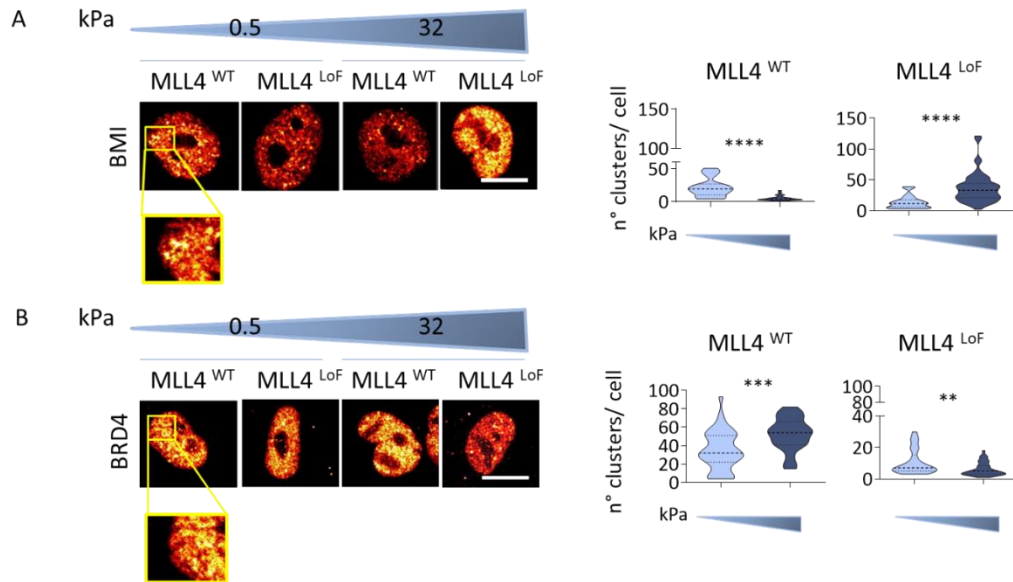 A
kPa
0.5
32
MLL4 WT
MLL4 LoF
MLL4 WT
MLL4 LoF
BMI
MLL4 WT
MLL4 LoF
n° clusters/ cell
150
100
50
0
****
150
100
50
0
****
kPa
B
kPa
0.5
32
MLL4 WT
MLL4 LoF
MLL4 WT
MLL4 LoF
BRD4
MLL4 WT
MLL4 LoF
n° clusters/ cell
100
80
60
40
20
0
***
100
80
40
20
0
**
kPa